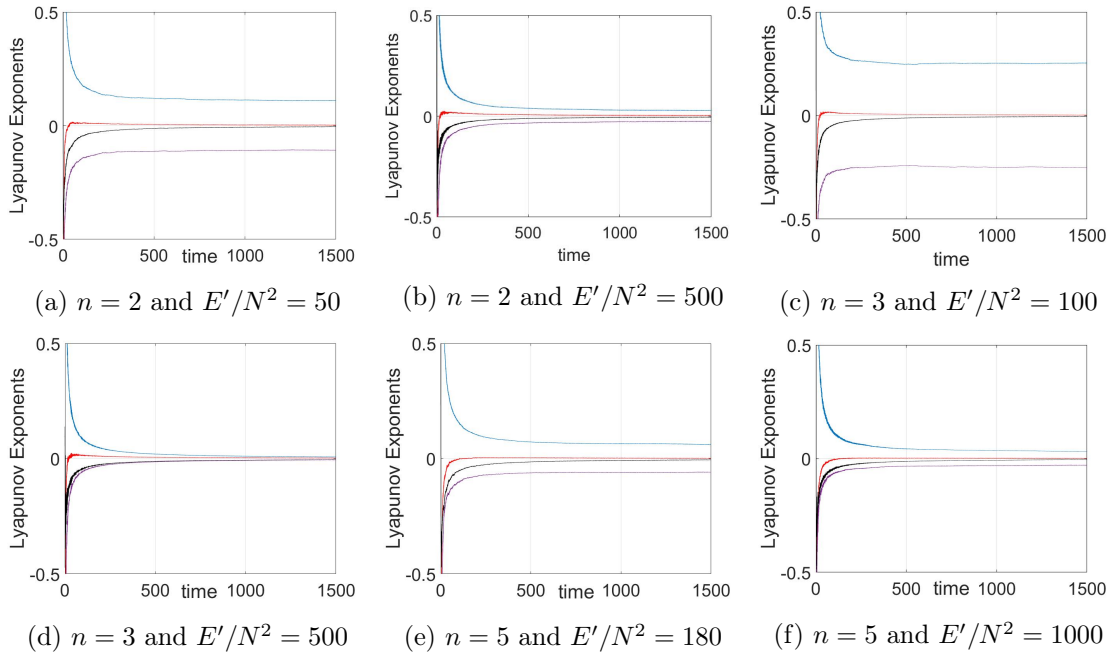 0.5
0
-0.5
Lyapunov Exponents
0
500
time
1000
1500
(a) n = 2 and E′/N² = 50
0.5
0
-0.5
Lyapunov Exponents
0
500
1000
1500
time
(b) n = 2 and E′/N² = 500
0.5
0
-0.5
Lyapunov Exponents
0
500
1000
1500
time
(c) n = 3 and E′/N² = 100
0.5
0
-0.5
Lyapunov Exponents
0
500
time
1000
1500
(d) n = 3 and E′/N² = 500
0.5
0
-0.5
Lyapunov Exponents
0
500
time
1000
1500
(e) n = 5 and E′/N² = 180
0.5
0
-0.5
Lyapunov Exponents
0
500
time
1000
1500
(f) n = 5 and E′/N² = 1000